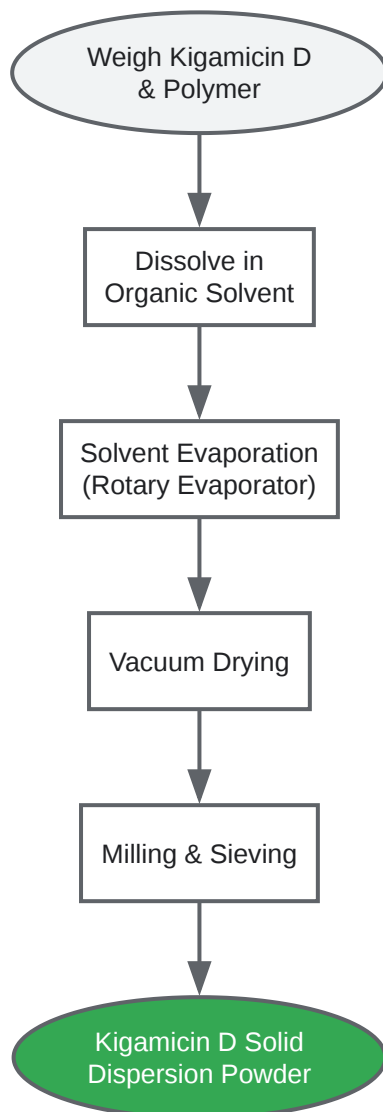 Weigh Kigamicin D
& Polymer
Dissolve in
Organic Solvent
Solvent Evaporation
(Rotary Evaporator)
Vacuum Drying
Milling & Sieving
Kigamicin D Solid
Dispersion Powder